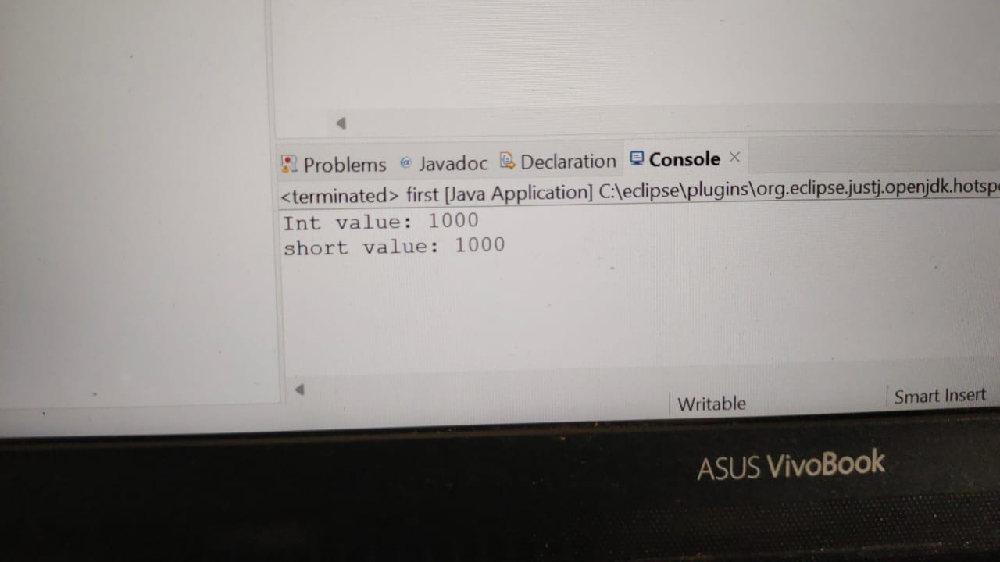 Problems @ Javadoc Declaration Console
<terminated> first [Java Application] C:\eclipse\plugins\org.eclipse.justj.openjdk.hotsp
Int value: 1000
short value: 1000
Writable Smart Insert
ASUS VivoBook